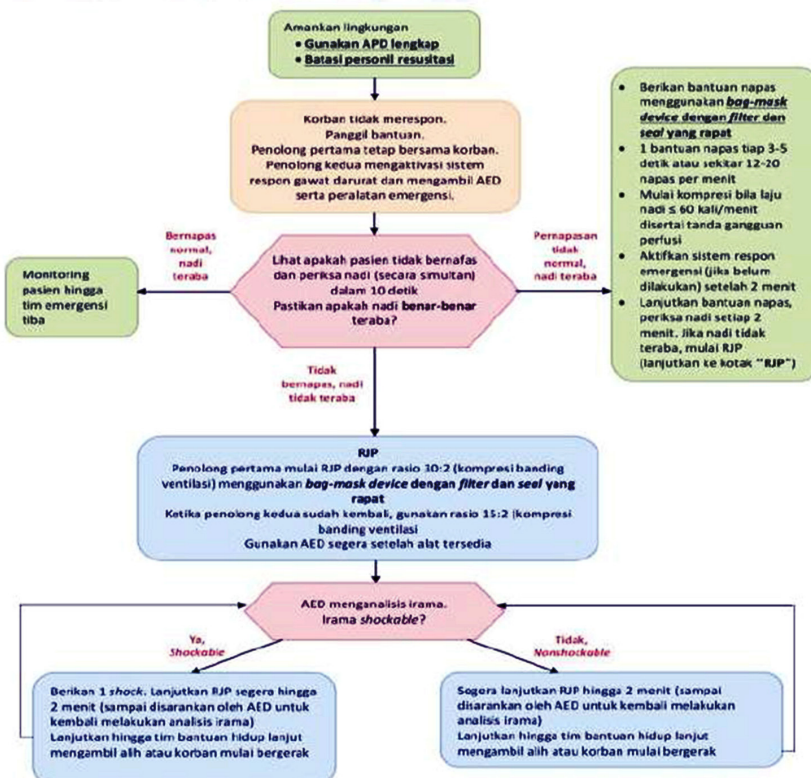 Amankan lingkungan
• Gunakan APD lengkap
• Batasi personil resusitasi
Korban tidak merespon.
Panggil bantuan.
Penolong pertama tetap bersama korban.
Penolong kedua mengaktivasi sistem
respon gawat darurat dan mengambil AED
serta peralatan emergensi.
Bernapas
normal,
nadi
teraba
Monitoring
pasien hingga
tim emergensi
tiba
Lihat apakah pasien tidak bernafas
dan periksa nadi (secara simultan)
dalam 10 detik
Pastikan apakah nadi benar-benar
teraba?
Pernapasan
tidak
normal,
nadi teraba
• Berikan bantuan napas
menggunakan bag-mask
device dengan filter dan
seal yang rapat
• 1 bantuan napas tiap 3-5
detik atau sekitar 12-20
napas per menit
• Mulai kompresi bila laju
nadi ≤ 60 kali/menit
disertai tanda gangguan
perfusi
• Aktifkan sistem respon
emergensi (jika belum
dilakukan) setelah 2 menit
• Lanjutkan bantuan napas,
periksa nadi setiap 2
menit. Jika nadi tidak
teraba, mulai RJP
(lanjutkan ke kotak "RJP")
Tidak
bernapas, nadi
tidak teraba
RJP
Penolong pertama mulai RJP dengan rasio 30:2 (kompresi banding
ventilasi) menggunakan bag-mask device dengan filter dan seal yang
rapat
Ketika penolong kedua sudah kembali, gunakan rasio 15:2 (kompresi
banding ventilasi
Gunakan AED segera setelah alat tersedia
AED menganalisis irama.
Irama shockable?
Ya,
Shockable
Tidak,
Nonshockable
Berikan 1 shock. Lanjutkan RJP segera hingga
2 menit (sampai disarankan oleh AED untuk
kembali melakukan analisis irama)
Lanjutkan hingga tim bantuan hidup lanjut
mengambil alih atau korban mulai bergerak
Segera lanjutkan RJP hingga 2 menit (sampai
disarankan oleh AED untuk kembali melakukan
analisis irama)
Lanjutkan hingga tim bantuan hidup lanjut
mengambil alih atau korban mulai bergerak